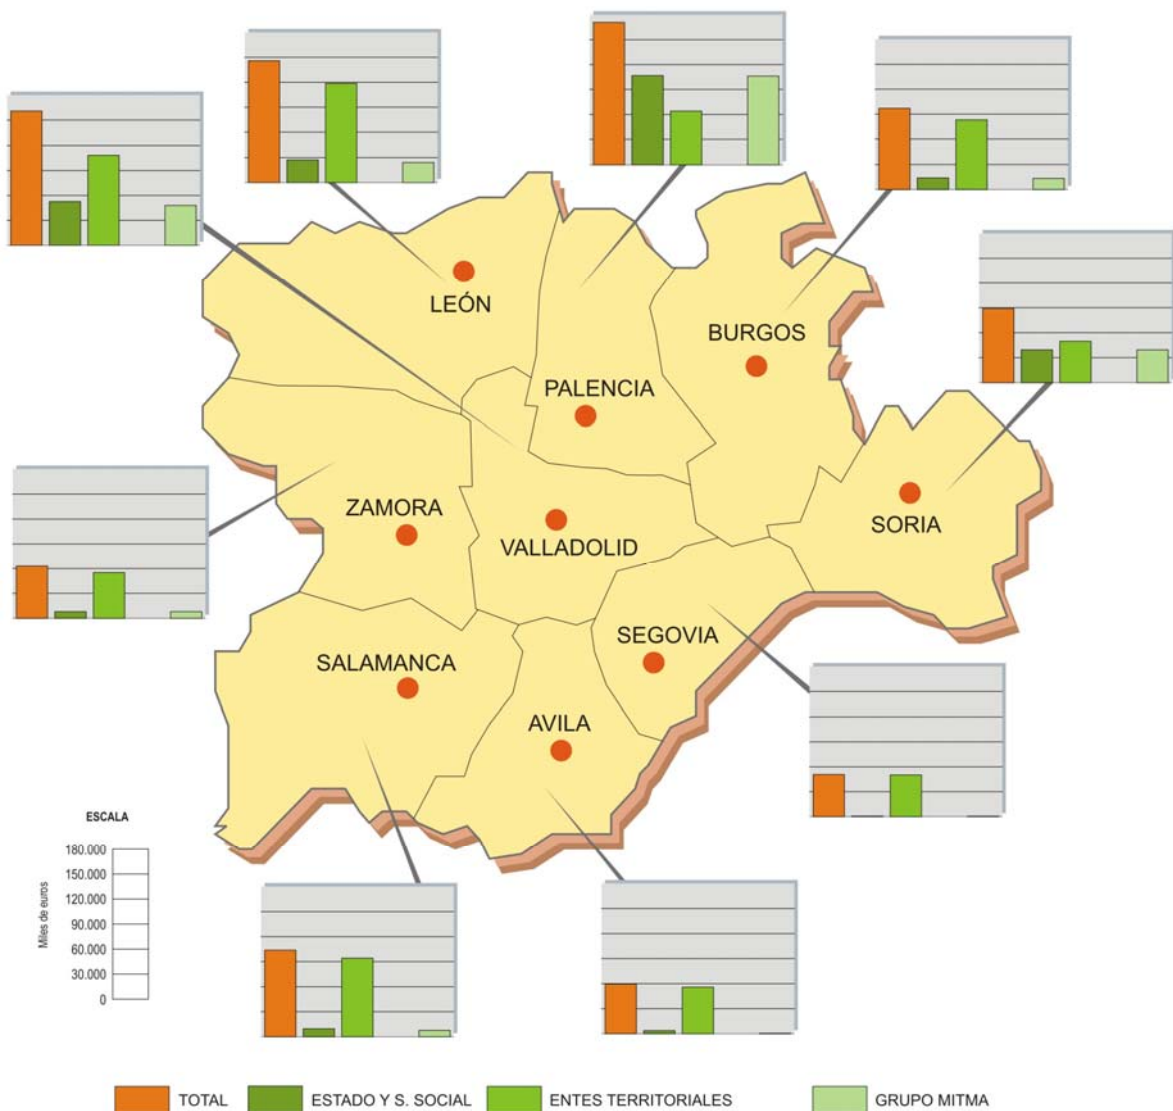 LEÓN
BURGOS
PALENCIA
ZAMORA
VALLADOLID
SORIA
SEGOVIA
SALAMANCA
AVILA
ESCALA
Miles de euros
180.000
150.000
120.000
90.000
60.000
30.000
0
TOTAL ESTADO Y S. SOCIAL ENTES TERRITORIALES GRUPO MITMA